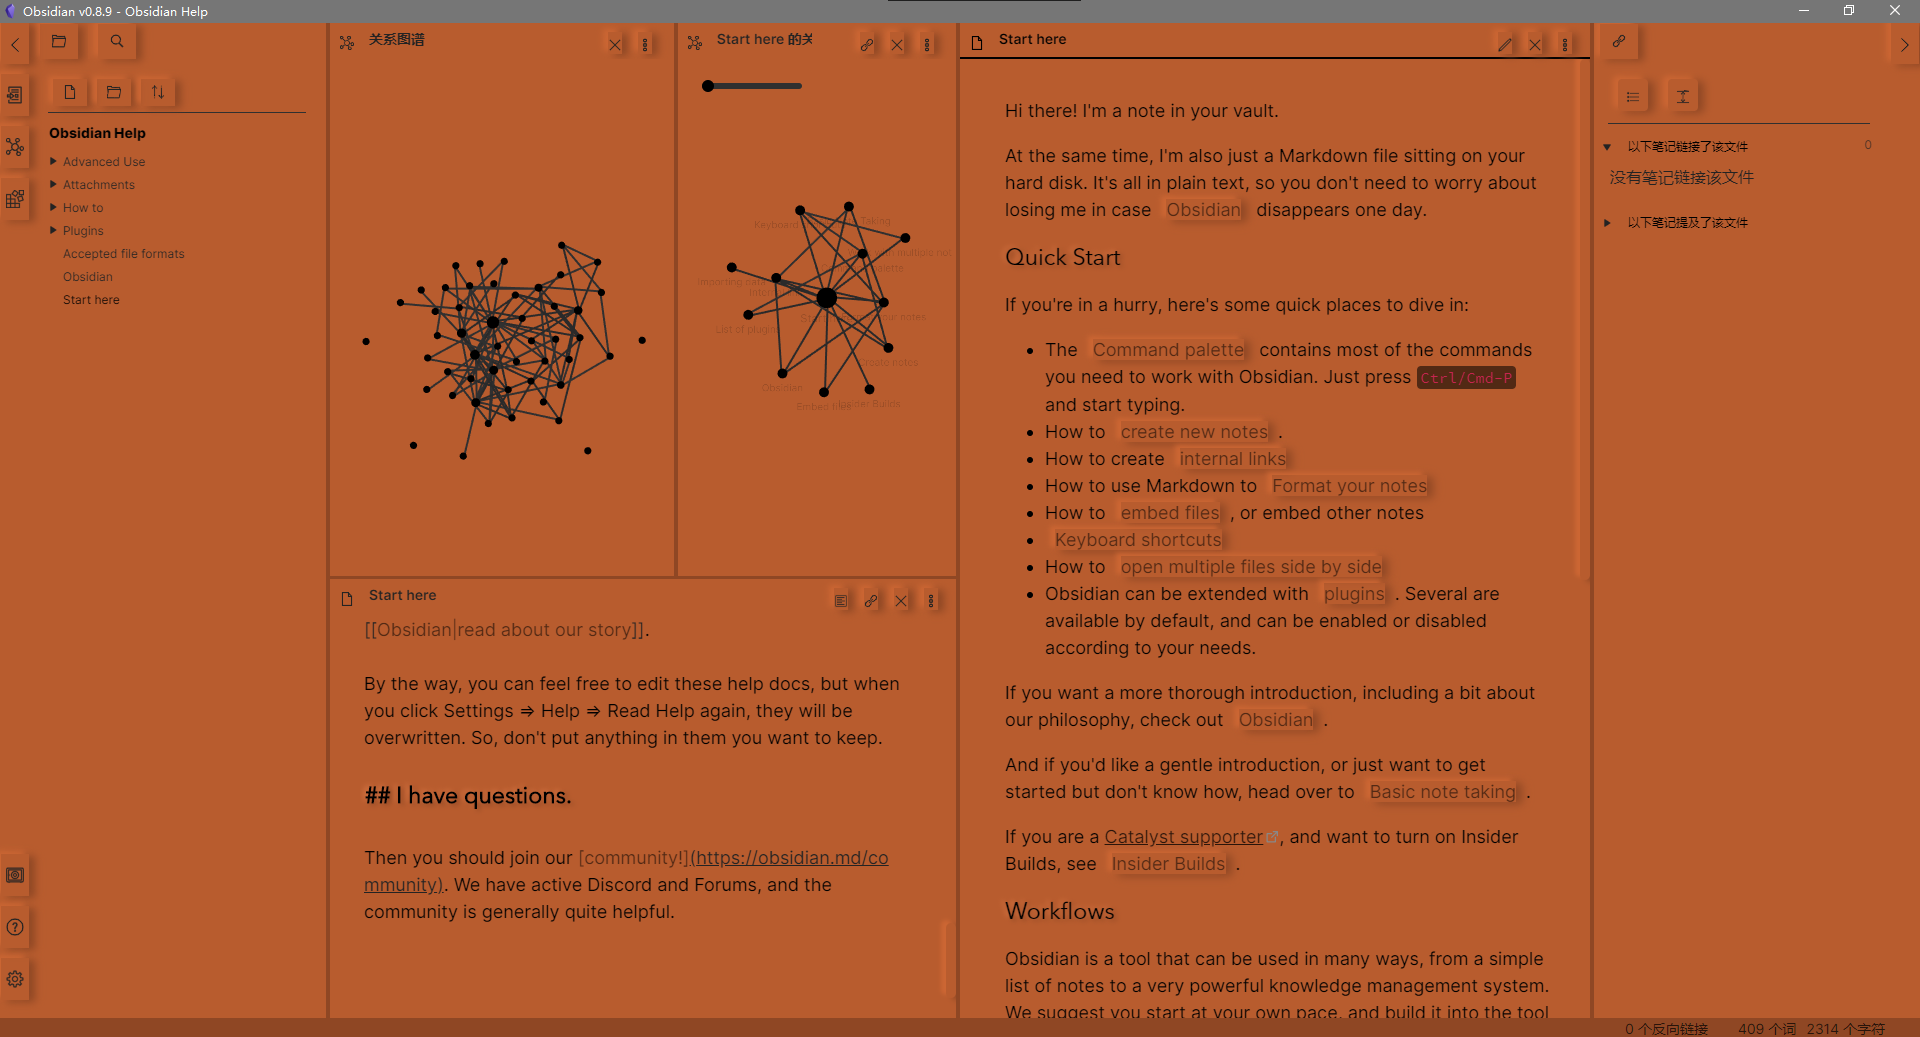 Obsidian v0.8.9 - Obsidian Help
Obsidian Help
Advanced Use
Attachments
How to
Plugins
Accepted file formats
Obsidian
Start here
关系图谱
Start here 的关
Keyboard
Taking
multiple not
palette
Importing data
Intern
Start
your notes
List of plugins
Create notes
Obsidian
Embed files
Insider Builds
Start here
[[Obsidian|read about our story]].
By the way, you can feel free to edit these help docs, but when
you click Settings => Help => Read Help again, they will be
overwritten. So, don't put anything in them you want to keep.
## I have questions.
Then you should join our [community!](https://obsidian.md/co
mmunity). We have active Discord and Forums, and the
community is generally quite helpful.
Start here
Hi there! I'm a note in your vault.
At the same time, I'm also just a Markdown file sitting on your
hard disk. It's all in plain text, so you don't need to worry about
losing me in case Obsidian disappears one day.
Quick Start
If you're in a hurry, here's some quick places to dive in:
• The Command palette contains most of the commands
you need to work with Obsidian. Just press Ctrl/Cmd-P
and start typing.
• How to create new notes .
• How to create internal links
• How to use Markdown to Format your notes
• How to embed files , or embed other notes
• Keyboard shortcuts
• How to open multiple files side by side
• Obsidian can be extended with plugins . Several are
available by default, and can be enabled or disabled
according to your needs.
If you want a more thorough introduction, including a bit about
our philosophy, check out Obsidian .
And if you'd like a gentle introduction, or just want to get
started but don't know how, head over to Basic note taking .
If you are a Catalyst supporter , and want to turn on Insider
Builds, see Insider Builds .
Workflows
Obsidian is a tool that can be used in many ways, from a simple
list of notes to a very powerful knowledge management system.
We suggest you start at your own pace, and build it into the tool
以下笔记链接了该文件 0
没有笔记链接该文件
以下笔记提及了该文件
0 个反向链接 409 个词 2314 个字符